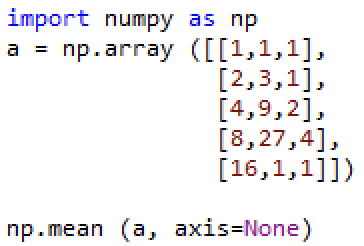 import numpy as np
a = np.array ([[1,1,1],
[2,3,1],
[4,9,2],
[8,27,4],
[16,1,1]])
np.mean (a, axis=None)